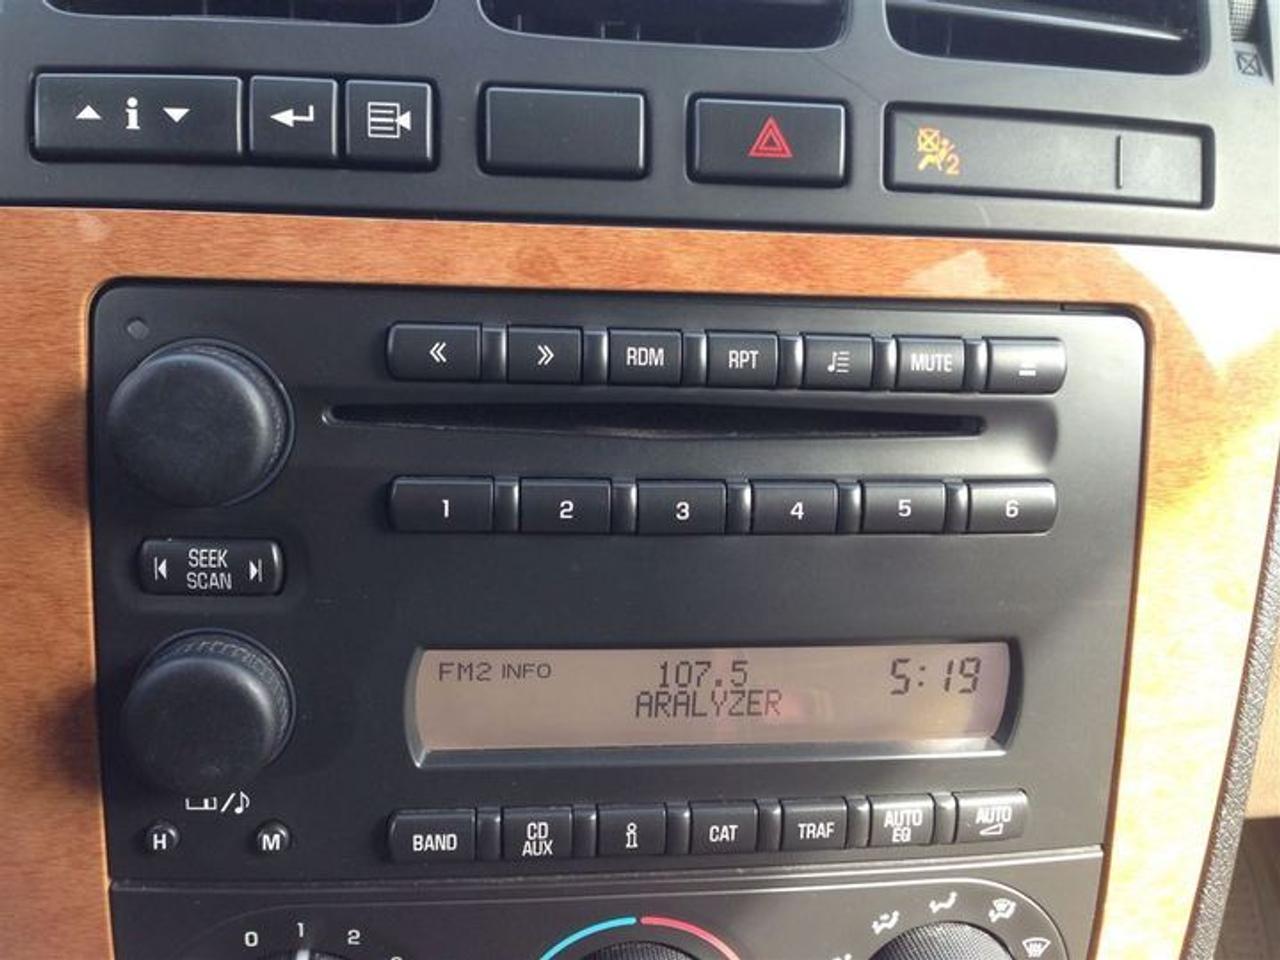 i
2
« » RDM RPT MUTE
1 2 3 4 5 6
SEEK
SCAN
FM2 INFO 107.5 5:19
ARALYZER
H M
BAND CD AUX i CAT TRAF AUTO EQ AUTO
0 1 2